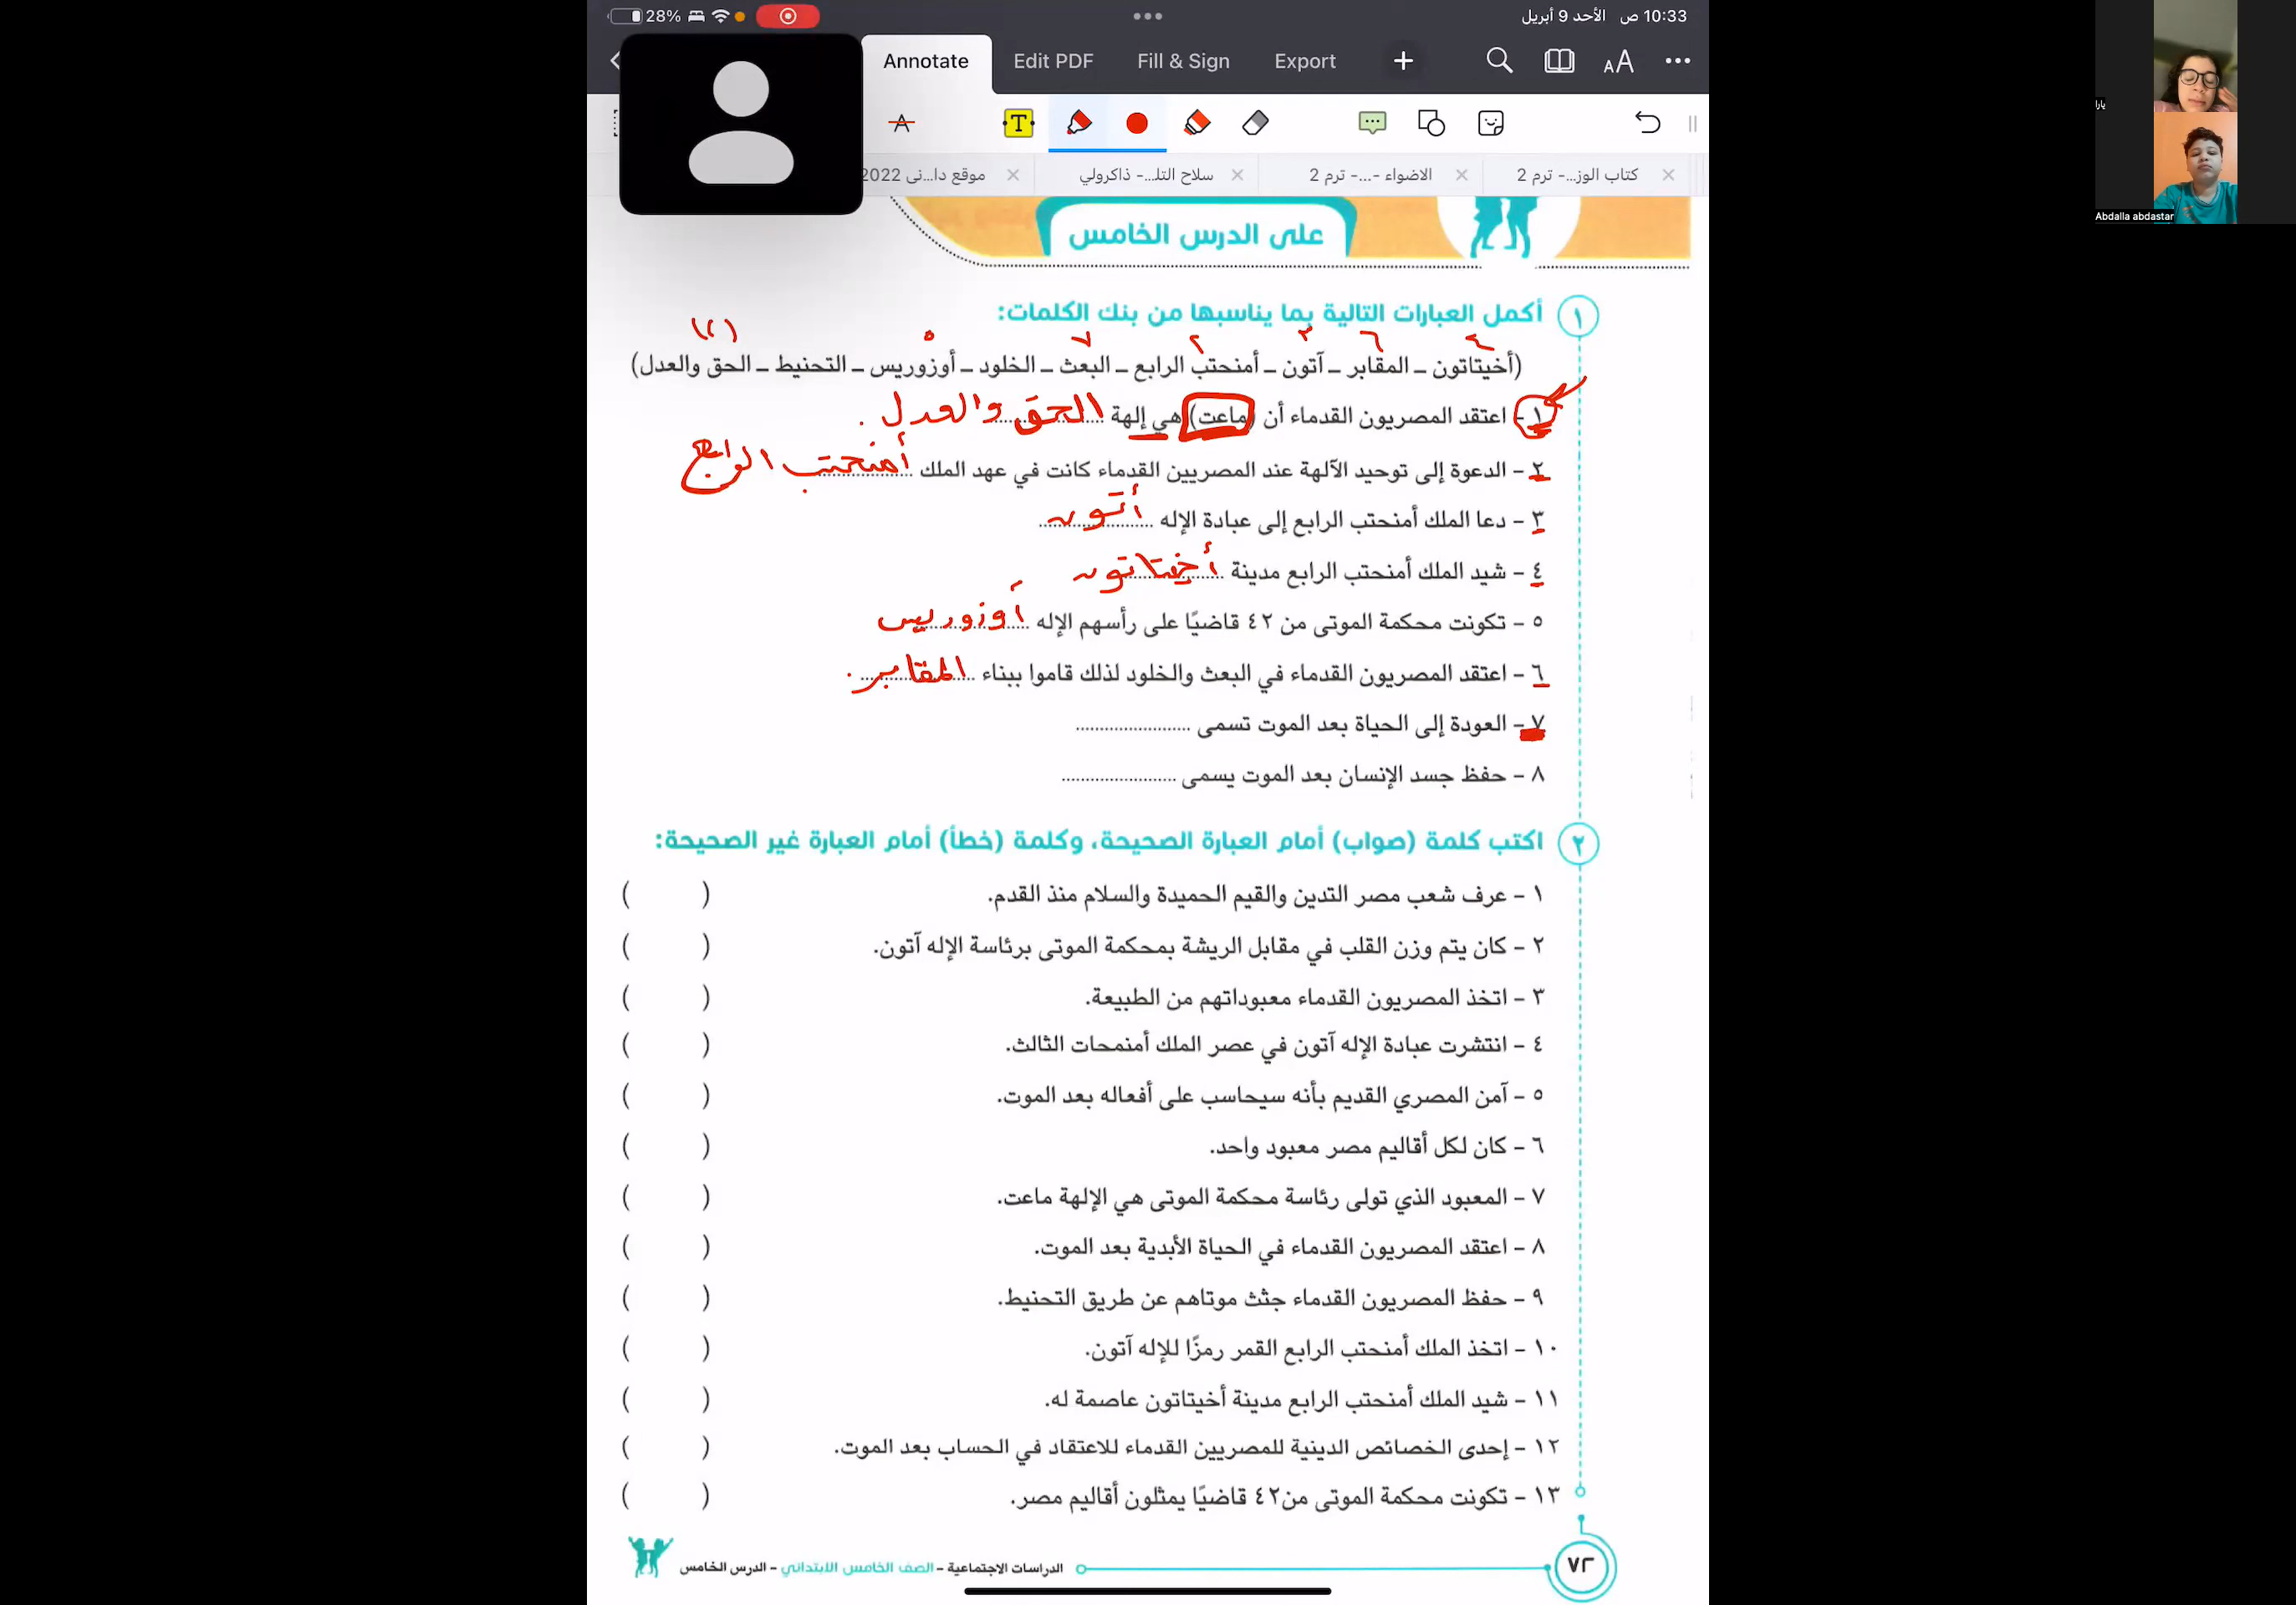 28%
10:33 ص الأحد 9 أبريل
Annotate
Edit PDF
Fill & Sign
Export
موقع دا...نى 2022
سلاح التلـ...- ذاكرولي
الاضواء -...- ترم 2
كتاب الوز...- ترم 2
يارا
Abdalla abdastar
على الدرس الخامس
١ أكمل العبارات التالية بما يناسبها من بنك الكلمات:
٤ ٦ ٣ ٢ ٧ ٥ (١)
(أخيتاتون – المقابر – آتون – أمنحتب الرابع – البعث – الخلود – أوزوريس – التحنيط – الحق والعدل)
١ – اعتقد المصريون القدماء أن (ماعت) هي إلهة الحق والعدل .
٢ – الدعوة إلى توحيد الآلهة عند المصريين القدماء كانت في عهد الملك أمنحتب الرابع
٣ – دعا الملك أمنحتب الرابع إلى عبادة الإله أتون
٤ – شيد الملك أمنحتب الرابع مدينة أخيتاتون
٥ – تكونت محكمة الموتى من ٤٢ قاضيًا على رأسهم الإله أوزوريس
٦ – اعتقد المصريون القدماء في البعث والخلود لذلك قاموا ببناء المقابر .
٧ – العودة إلى الحياة بعد الموت تسمى ........................
٨ – حفظ جسد الإنسان بعد الموت يسمى ........................
٢ اكتب كلمة (صواب) أمام العبارة الصحيحة، وكلمة (خطأ) أمام العبارة غير الصحيحة:
١ – عرف شعب مصر التدين والقيم الحميدة والسلام منذ القدم. ( )
٢ – كان يتم وزن القلب في مقابل الريشة بمحكمة الموتى برئاسة الإله آتون. ( )
٣ – اتخذ المصريون القدماء معبوداتهم من الطبيعة. ( )
٤ – انتشرت عبادة الإله آتون في عصر الملك أمنمحات الثالث. ( )
٥ – آمن المصري القديم بأنه سيحاسب على أفعاله بعد الموت. ( )
٦ – كان لكل أقاليم مصر معبود واحد. ( )
٧ – المعبود الذي تولى رئاسة محكمة الموتى هي الإلهة ماعت. ( )
٨ – اعتقد المصريون القدماء في الحياة الأبدية بعد الموت. ( )
٩ – حفظ المصريون القدماء جثث موتاهم عن طريق التحنيط. ( )
١٠ – اتخذ الملك أمنحتب الرابع القمر رمزًا للإله آتون. ( )
١١ – شيد الملك أمنحتب الرابع مدينة أخيتاتون عاصمة له. ( )
١٢ – إحدى الخصائص الدينية للمصريين القدماء للاعتقاد في الحساب بعد الموت. ( )
١٣ – تكونت محكمة الموتى من٤٢ قاضيًا يمثلون أقاليم مصر. ( )
٧٢ الدراسات الاجتماعية – الصف الخامس الابتدائي – الدرس الخامس